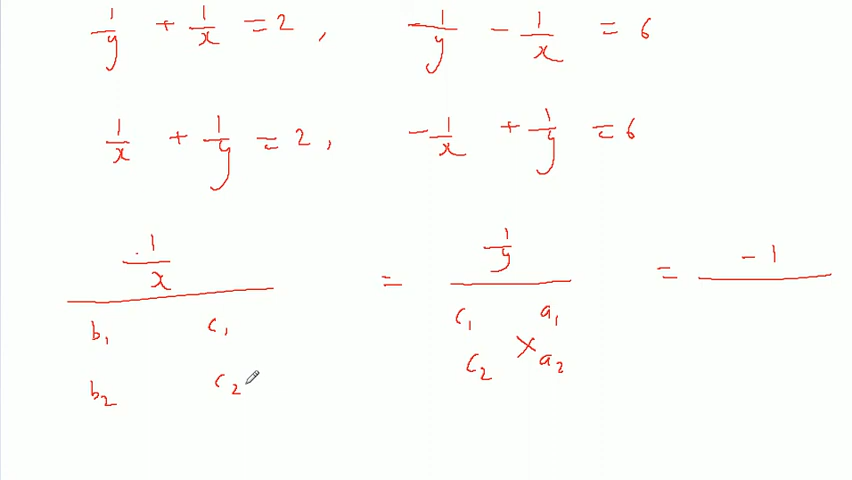 1/y + 1/x = 2 , 1/y - 1/x = 6
1/x + 1/y = 2 , -1/x + 1/y = 6
1/x = 1/y = -1
b₁ c₁ c₁ a₁
b₂ c₂ c₂ × a₂